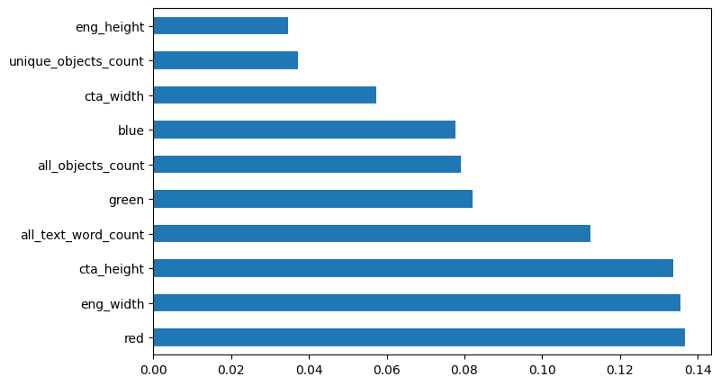 eng_height
unique_objects_count
cta_width
blue
all_objects_count
green
all_text_word_count
cta_height
eng_width
red
0.00 0.02 0.04 0.06 0.08 0.10 0.12 0.14